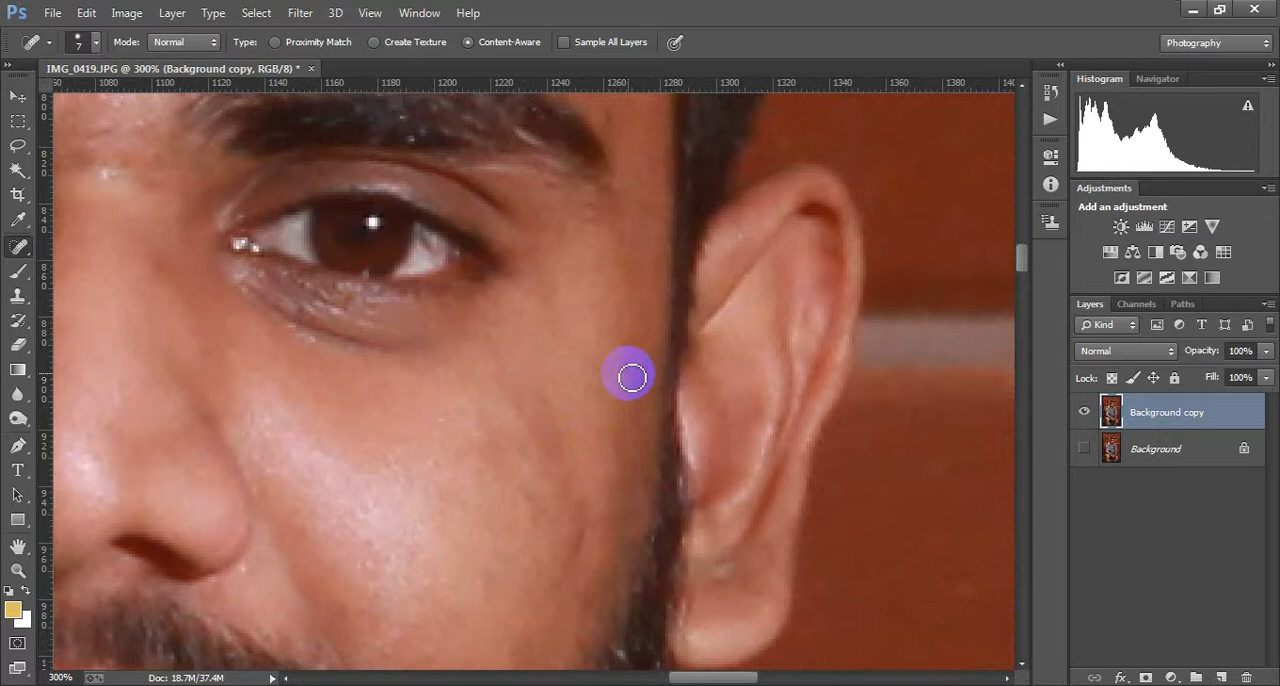 Ps File Edit Image Layer Type Select Filter 3D View Window Help
7 Mode: Normal Type: Proximity Match Create Texture Content-Aware Sample All Layers Photography
IMG_0419.JPG @ 300% (Background copy, RGB/8) * ×
1080 1100 1120 1140 1160 1180 1200 1220 1240 1260 1280 1300 1320 1340 1360 1380
Histogram Navigator
Adjustments
Add an adjustment
Layers Channels Paths
Kind
Normal Opacity: 100%
Lock: Fill: 100%
Background copy
Background
300% Doc: 18.7M/37.4M